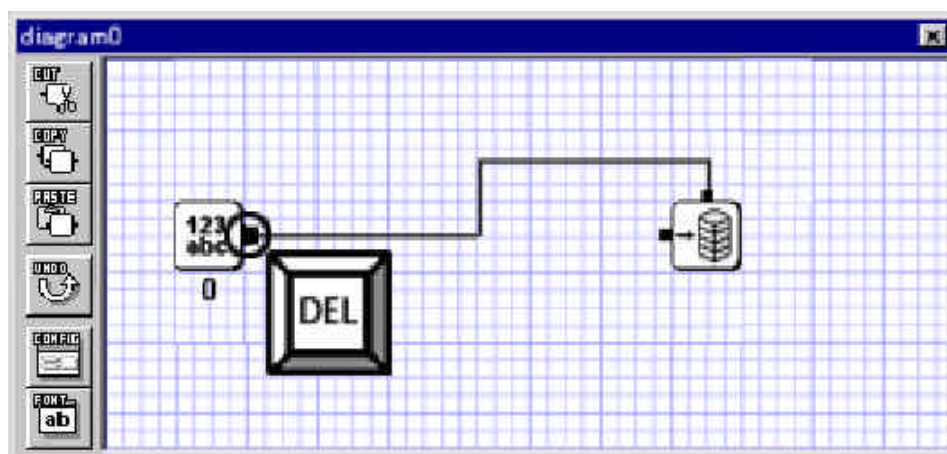 diagram0
CUT
COPY
PASTE
123
abc
0
UNDO
DEL
CONFIG
FONT
ab